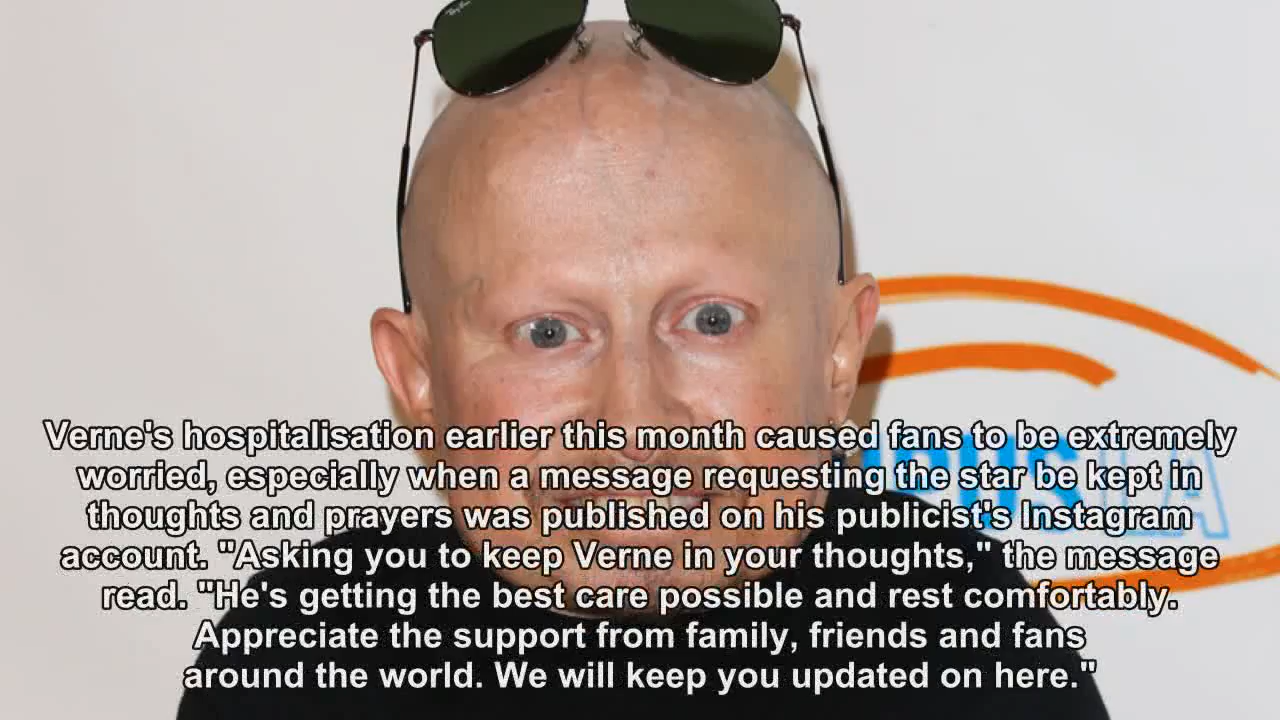 Ray-Ban
Verne's hospitalisation earlier this month caused fans to be extremely
worried, especially when a message requesting the star be kept in
thoughts and prayers was published on his publicist's Instagram
account. "Asking you to keep Verne in your thoughts," the message
read. "He's getting the best care possible and rest comfortably.
Appreciate the support from family, friends and fans
around the world. We will keep you updated on here."
LA